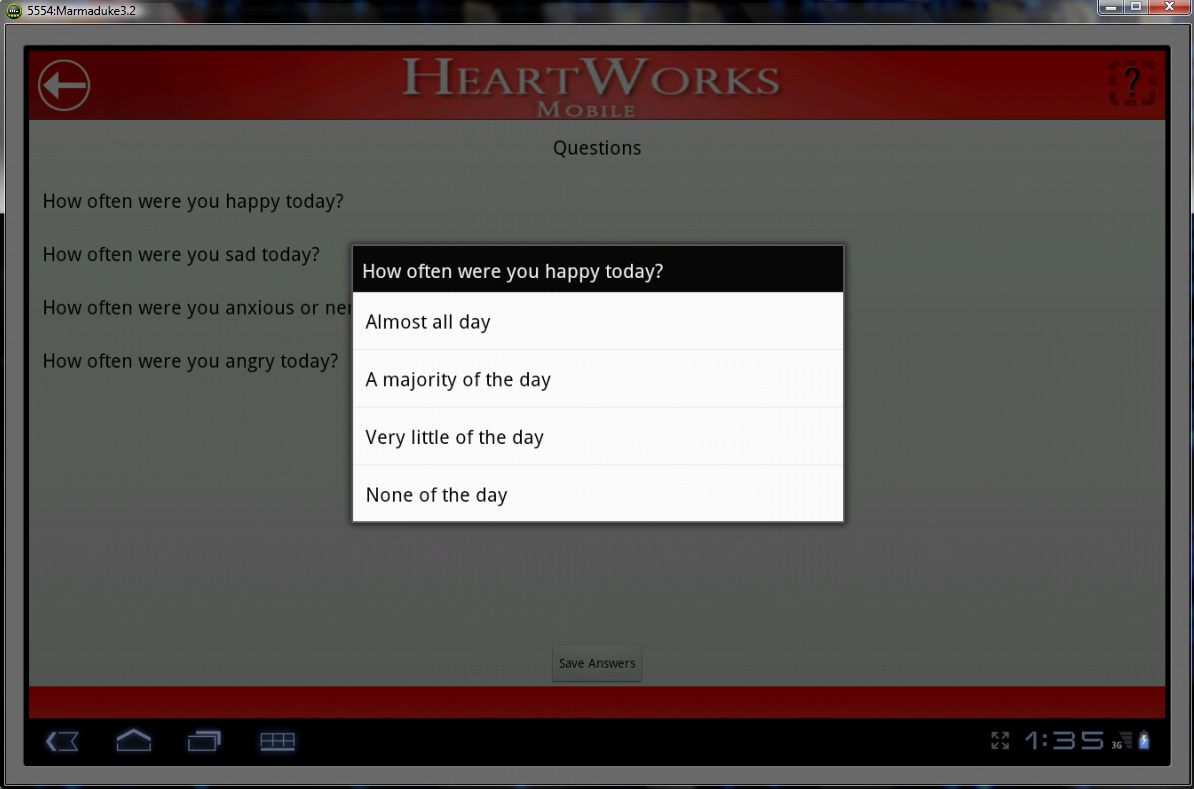 5554:Marmaduke3.2
HEARTWORKS
MOBILE
?
Questions
How often were you happy today?
How often were you sad today?
How often were you anxious or ner
How often were you angry today?
How often were you happy today?
Almost all day
A majority of the day
Very little of the day
None of the day
Save Answers
1:35
3G